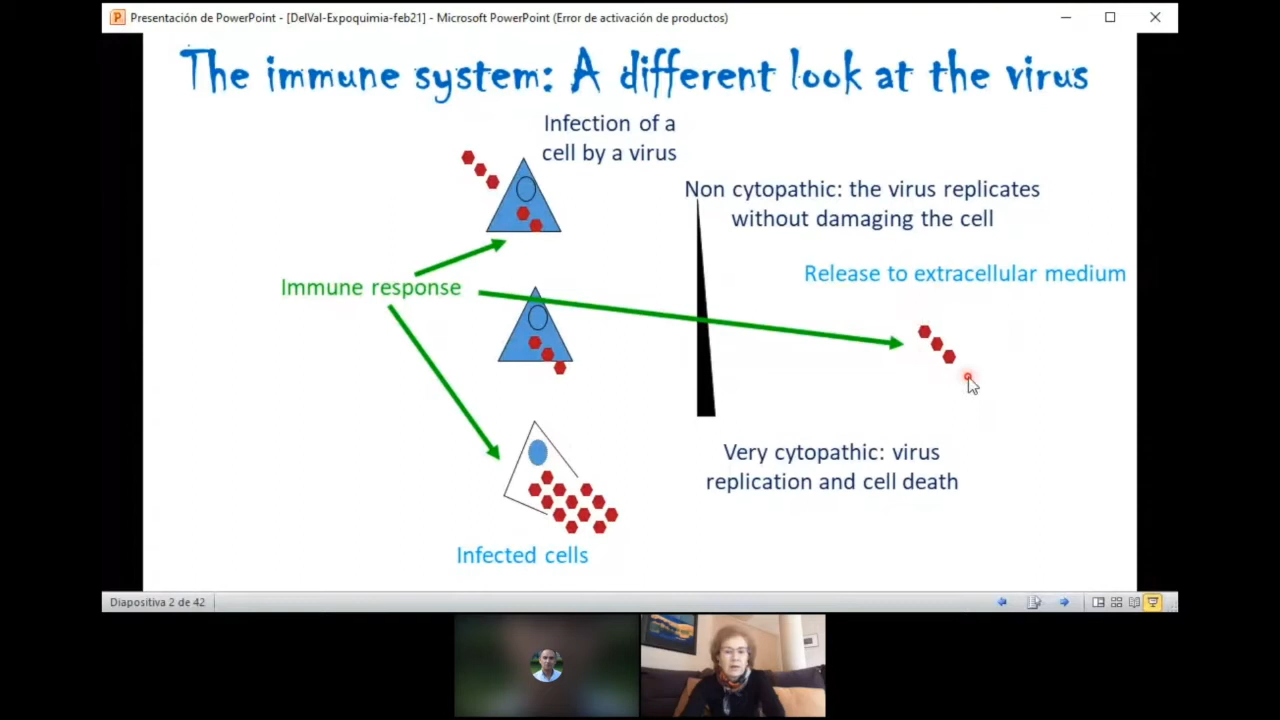 Presentación de PowerPoint - [DelVal-Expoquimia-feb21] - Microsoft PowerPoint (Error de activación de productos)
The immune system: A different look at the virus
Infection of a
cell by a virus
Non cytopathic: the virus replicates
without damaging the cell
Release to extracellular medium
Immune response
Very cytopathic: virus
replication and cell death
Infected cells
Diapositiva 2 de 42